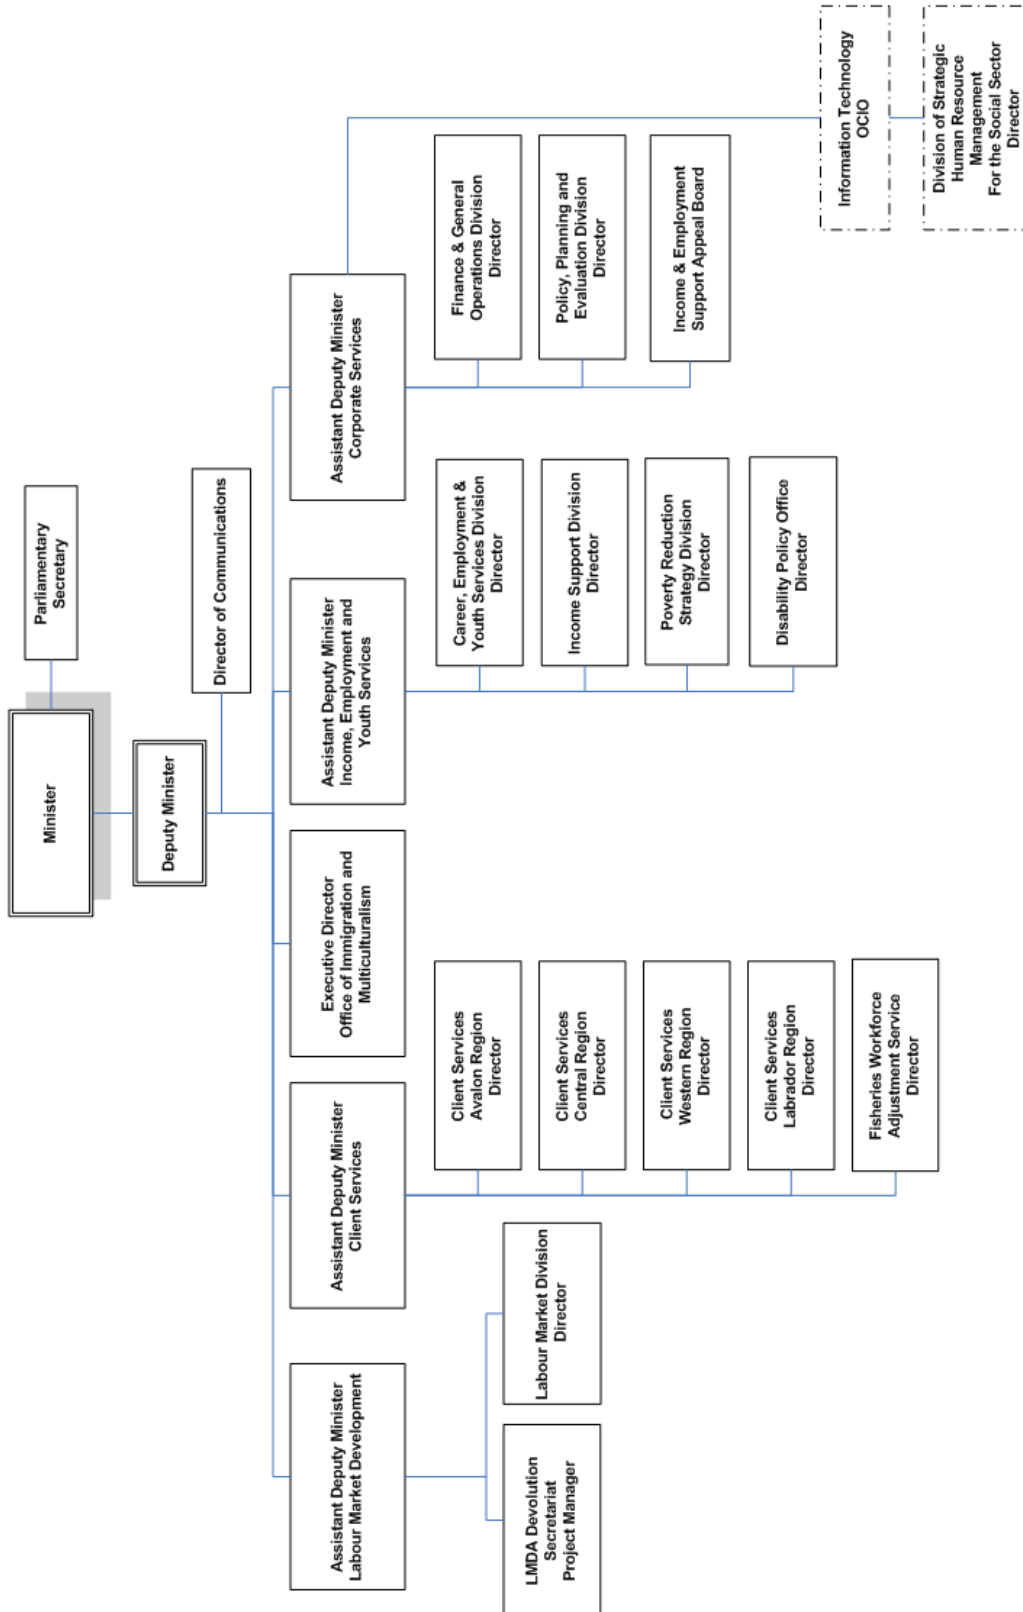 Minister
Parliamentary
Secretary
Deputy Minister
Director of Communications
Assistant Deputy Minister
Labour Market Development
Assistant Deputy Minister
Client Services
Executive Director
Office of Immigration and
Multiculturalism
Assistant Deputy Minister
Income, Employment and
Youth Services
Assistant Deputy Minister
Corporate Services
LMDA Devolution
Secretariat
Project Manager
Labour Market Division
Director
Client Services
Avalon Region
Director
Client Services
Central Region
Director
Client Services
Western Region
Director
Client Services
Labrador Region
Director
Fisheries Workforce
Adjustment Service
Director
Career, Employment &
Youth Services Division
Director
Income Support Division
Director
Poverty Reduction
Strategy Division
Director
Disability Policy Office
Director
Finance & General
Operations Division
Director
Policy, Planning and
Evaluation Division
Director
Income & Employment
Support Appeal Board
Information Technology
OCIO
Division of Strategic
Human Resource
Management
For the Social Sector
Director